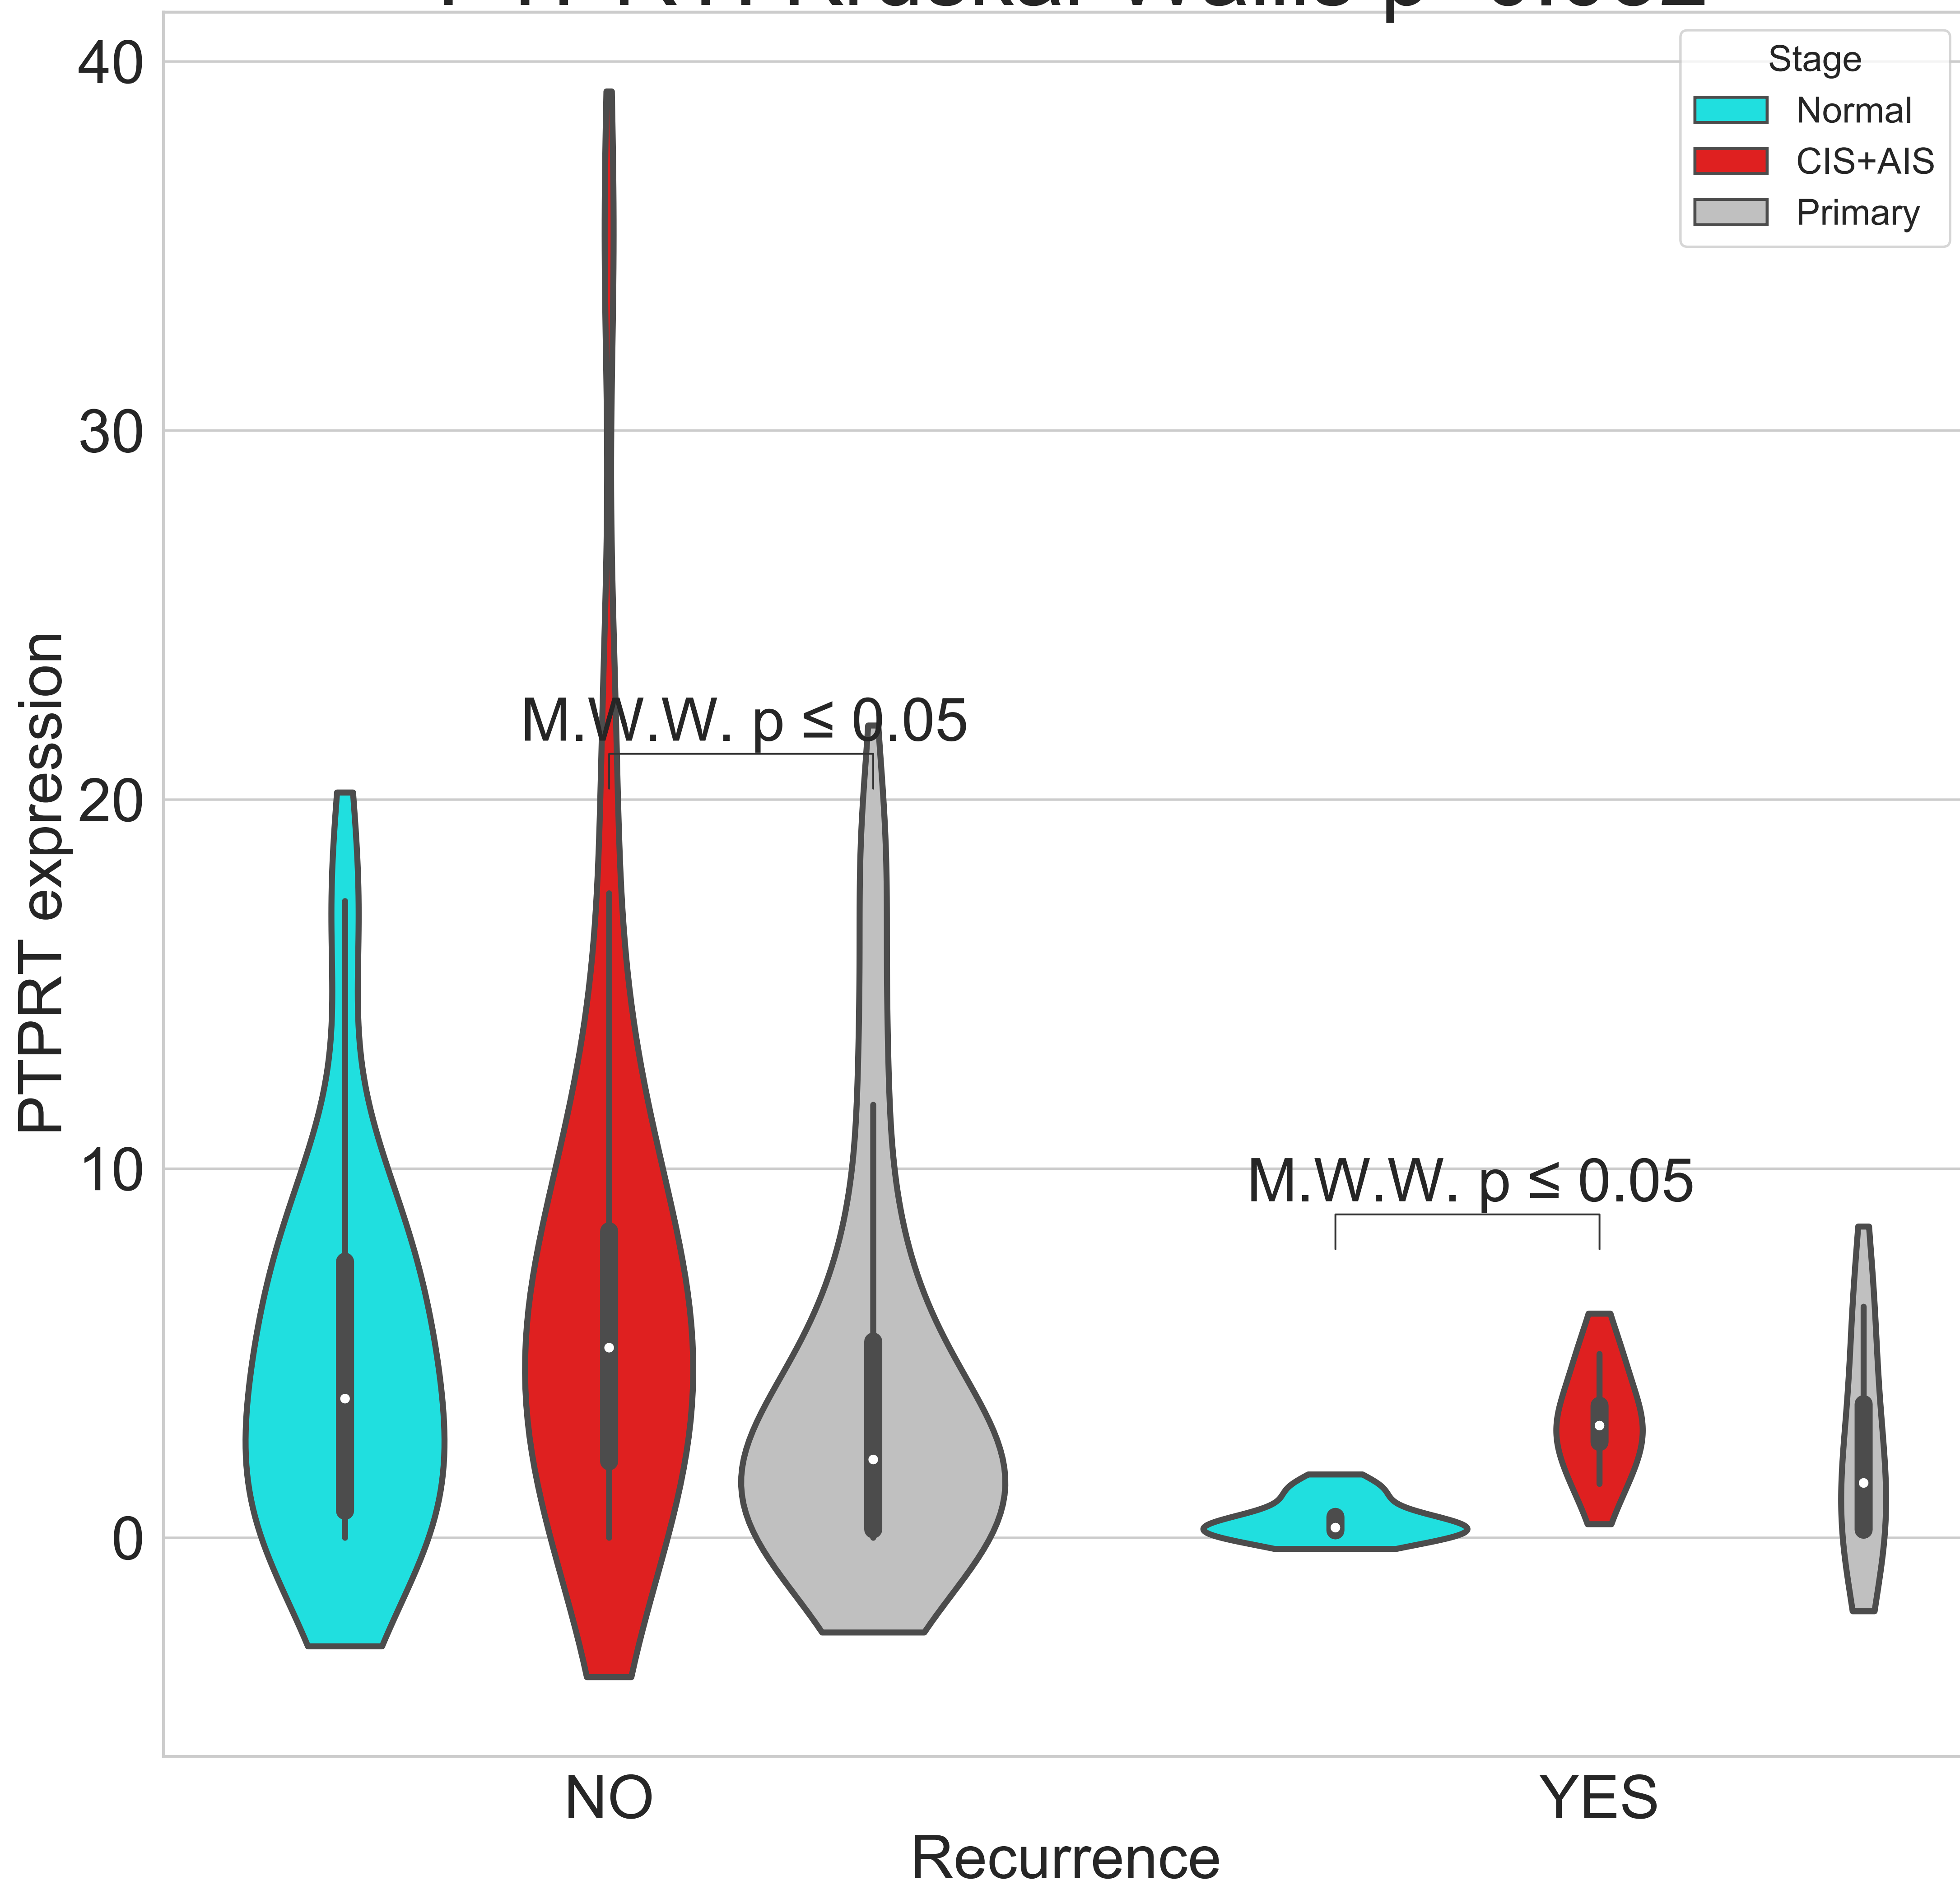 40
30
20
10
0
PTPRT expression
Stage
Normal
CIS+AIS
Primary
M.W.W. p ≤ 0.05
M.W.W. p ≤ 0.05
NO
YES
Recurrence